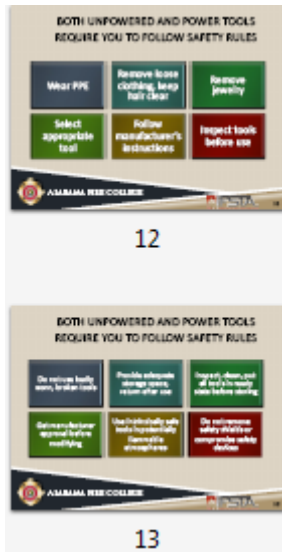 BOTH UNPOWERED AND POWER TOOLS
REQUIRE YOU TO FOLLOW SAFETY RULES
Wear PPE
Remove loose
clothing, keep
hair clear
Remove
jewelry
Select
appropriate
tool
Follow
manufacturer's
instructions
Inspect tools
before use
ALABAMA FIRE COLLEGE
IFSTA
12
BOTH UNPOWERED AND POWER TOOLS
REQUIRE YOU TO FOLLOW SAFETY RULES
Do not use badly
worn, broken tools
Provide adequate
storage space,
return after use
Inspect, clean, put
all tools in ready
state before storing
Get manufacturer
approval before
modifying
Use intrinsically safe
tools in potentially
flammable
atmospheres
Do not remove
safety shields or
compromise safety
devices
ALABAMA FIRE COLLEGE
IFSTA
13